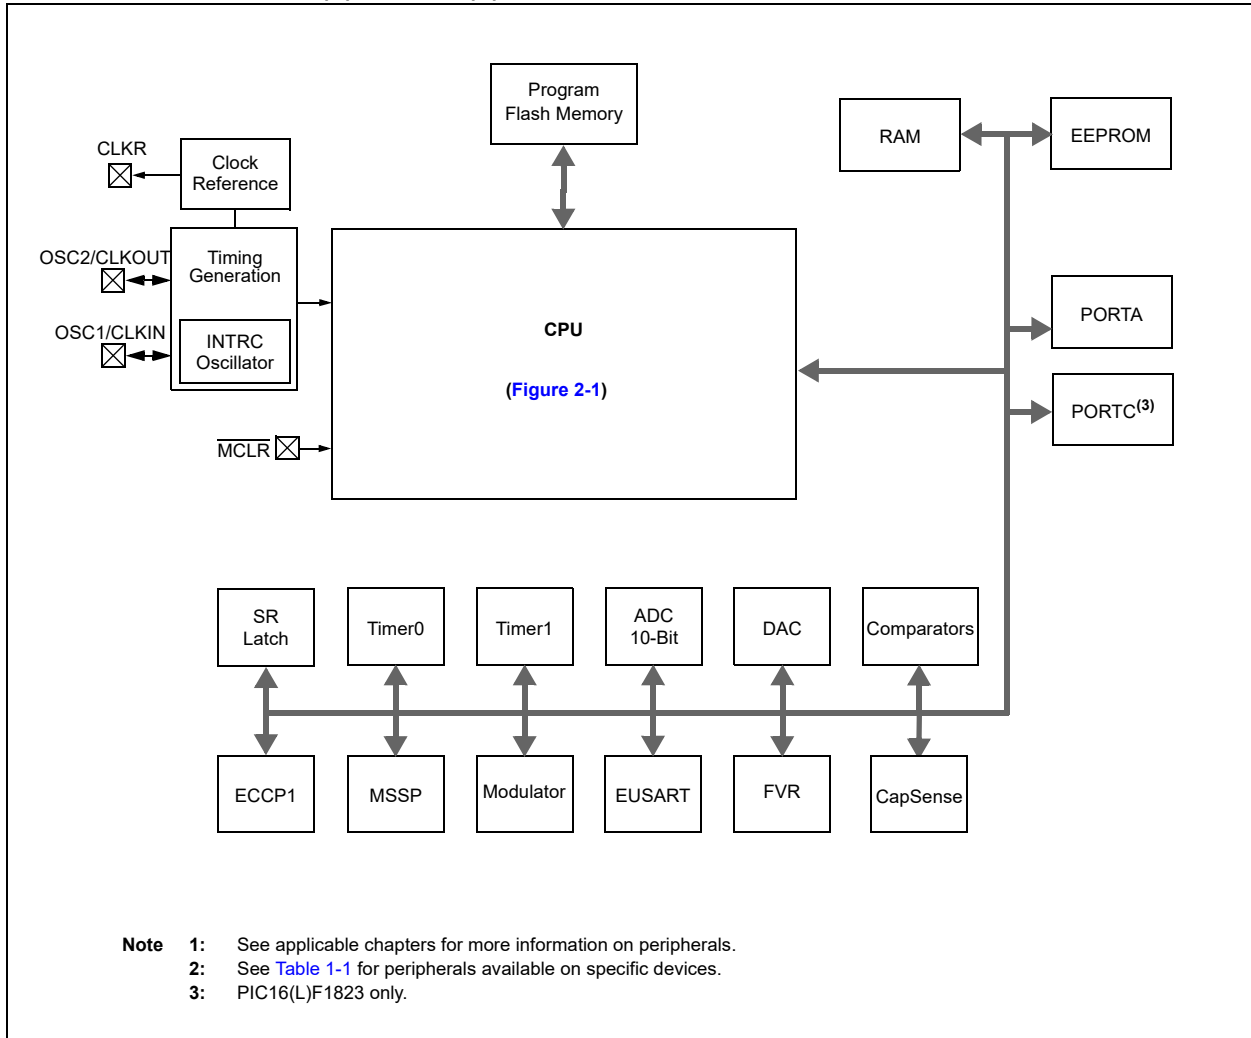 Program
Flash Memory
RAM
EEPROM
CLKR
Clock
Reference
OSC2/CLKOUT
Timing
Generation
OSC1/CLKIN
INTRC
Oscillator
MCLR
CPU
(Figure 2-1)
PORTA
PORTC(3)
SR
Latch
Timer0
Timer1
ADC
10-Bit
DAC
Comparators
ECCP1
MSSP
Modulator
EUSART
FVR
CapSense
Note 1: See applicable chapters for more information on peripherals.
2: See Table 1-1 for peripherals available on specific devices.
3: PIC16(L)F1823 only.